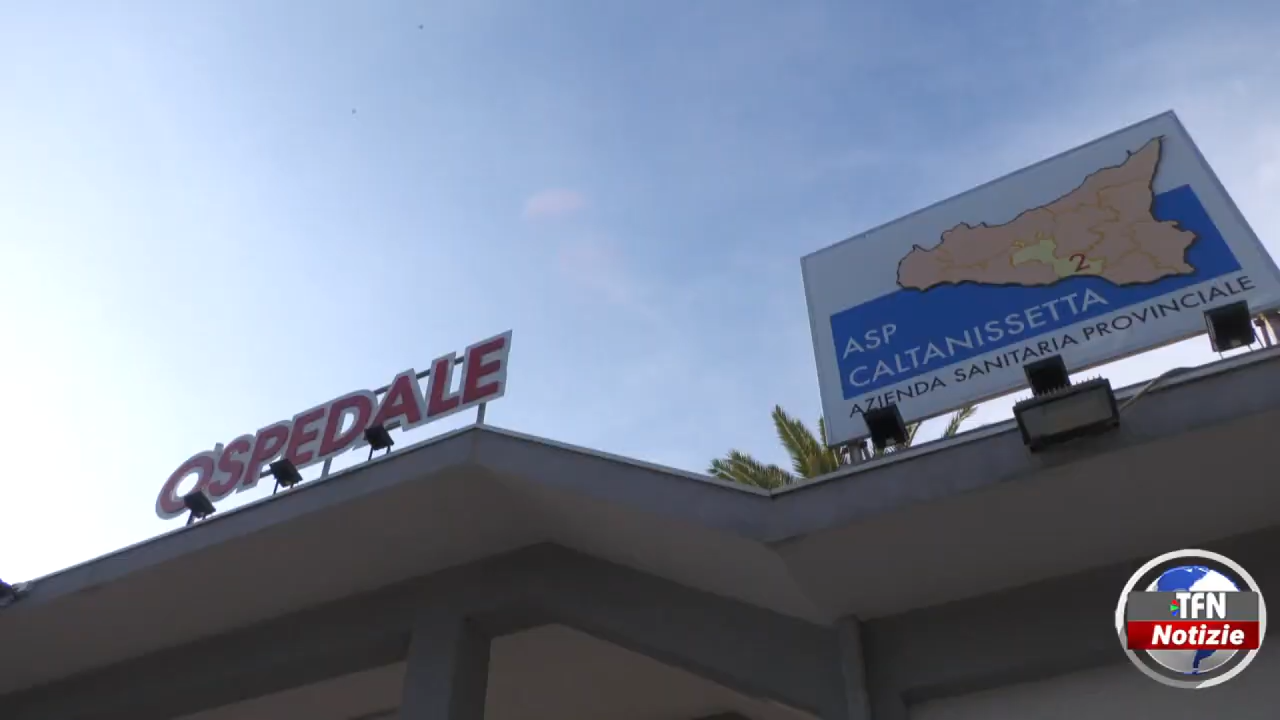 OSPEDALE
2
ASP
CALTANISSETTA
AZIENDA SANITARIA PROVINCIALE
TFN
Notizie